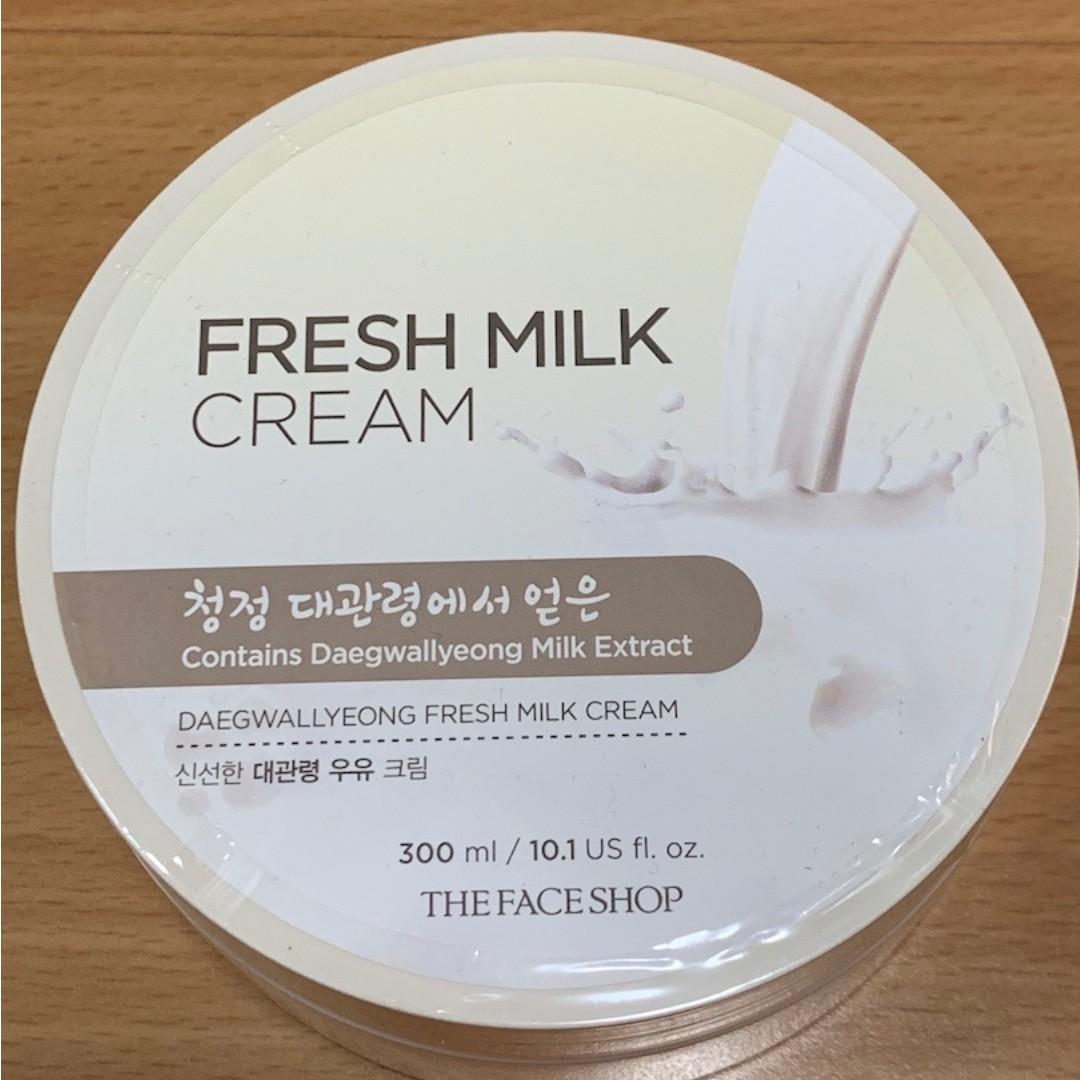 FRESH MILK
CREAM
청정 대관령에서 얻은
Contains Daegwallyeong Milk Extract
DAEGWALLYEONG FRESH MILK CREAM
신선한 대관령 우유 크림
300 ml / 10.1 US fl. oz.
THE FACE SHOP